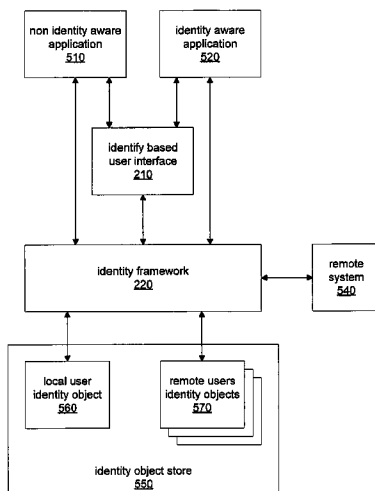 non identity aware
application
510
identity aware
application
520
identify based
user interface
210
identity framework
220
remote
system
540
local user
identity object
560
remote users
identity objects
570
identity object store
550